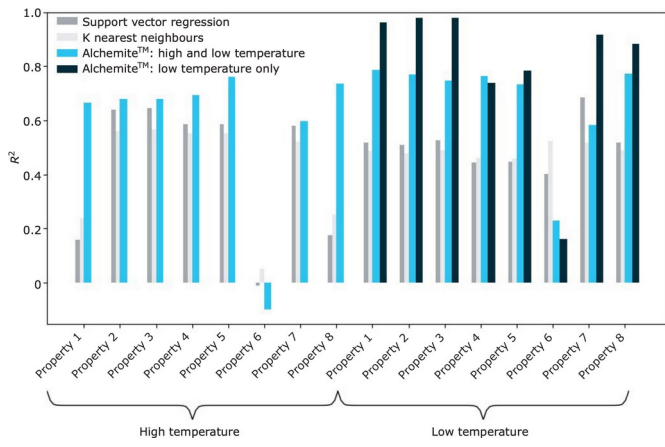 1.0
0.8
0.6
0.4
0.2
0
R²
Support vector regression
K nearest neighbours
Alchemite™: high and low temperature
Alchemite™: low temperature only
Property 1
Property 2
Property 3
Property 4
Property 5
Property 6
Property 7
Property 8
Property 1
Property 2
Property 3
Property 4
Property 5
Property 6
Property 7
Property 8
High temperature
Low temperature